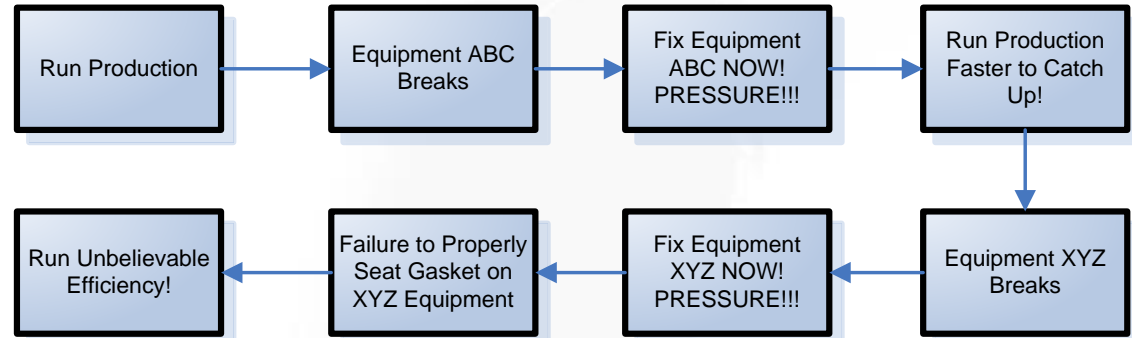 Run Production
Equipment ABC
Breaks
Fix Equipment
ABC NOW!
PRESSURE!!!
Run Production
Faster to Catch
Up!
Equipment XYZ
Breaks
Fix Equipment
XYZ NOW!
PRESSURE!!!
Failure to Properly
Seat Gasket on
XYZ Equipment
Run Unbelievable
Efficiency!